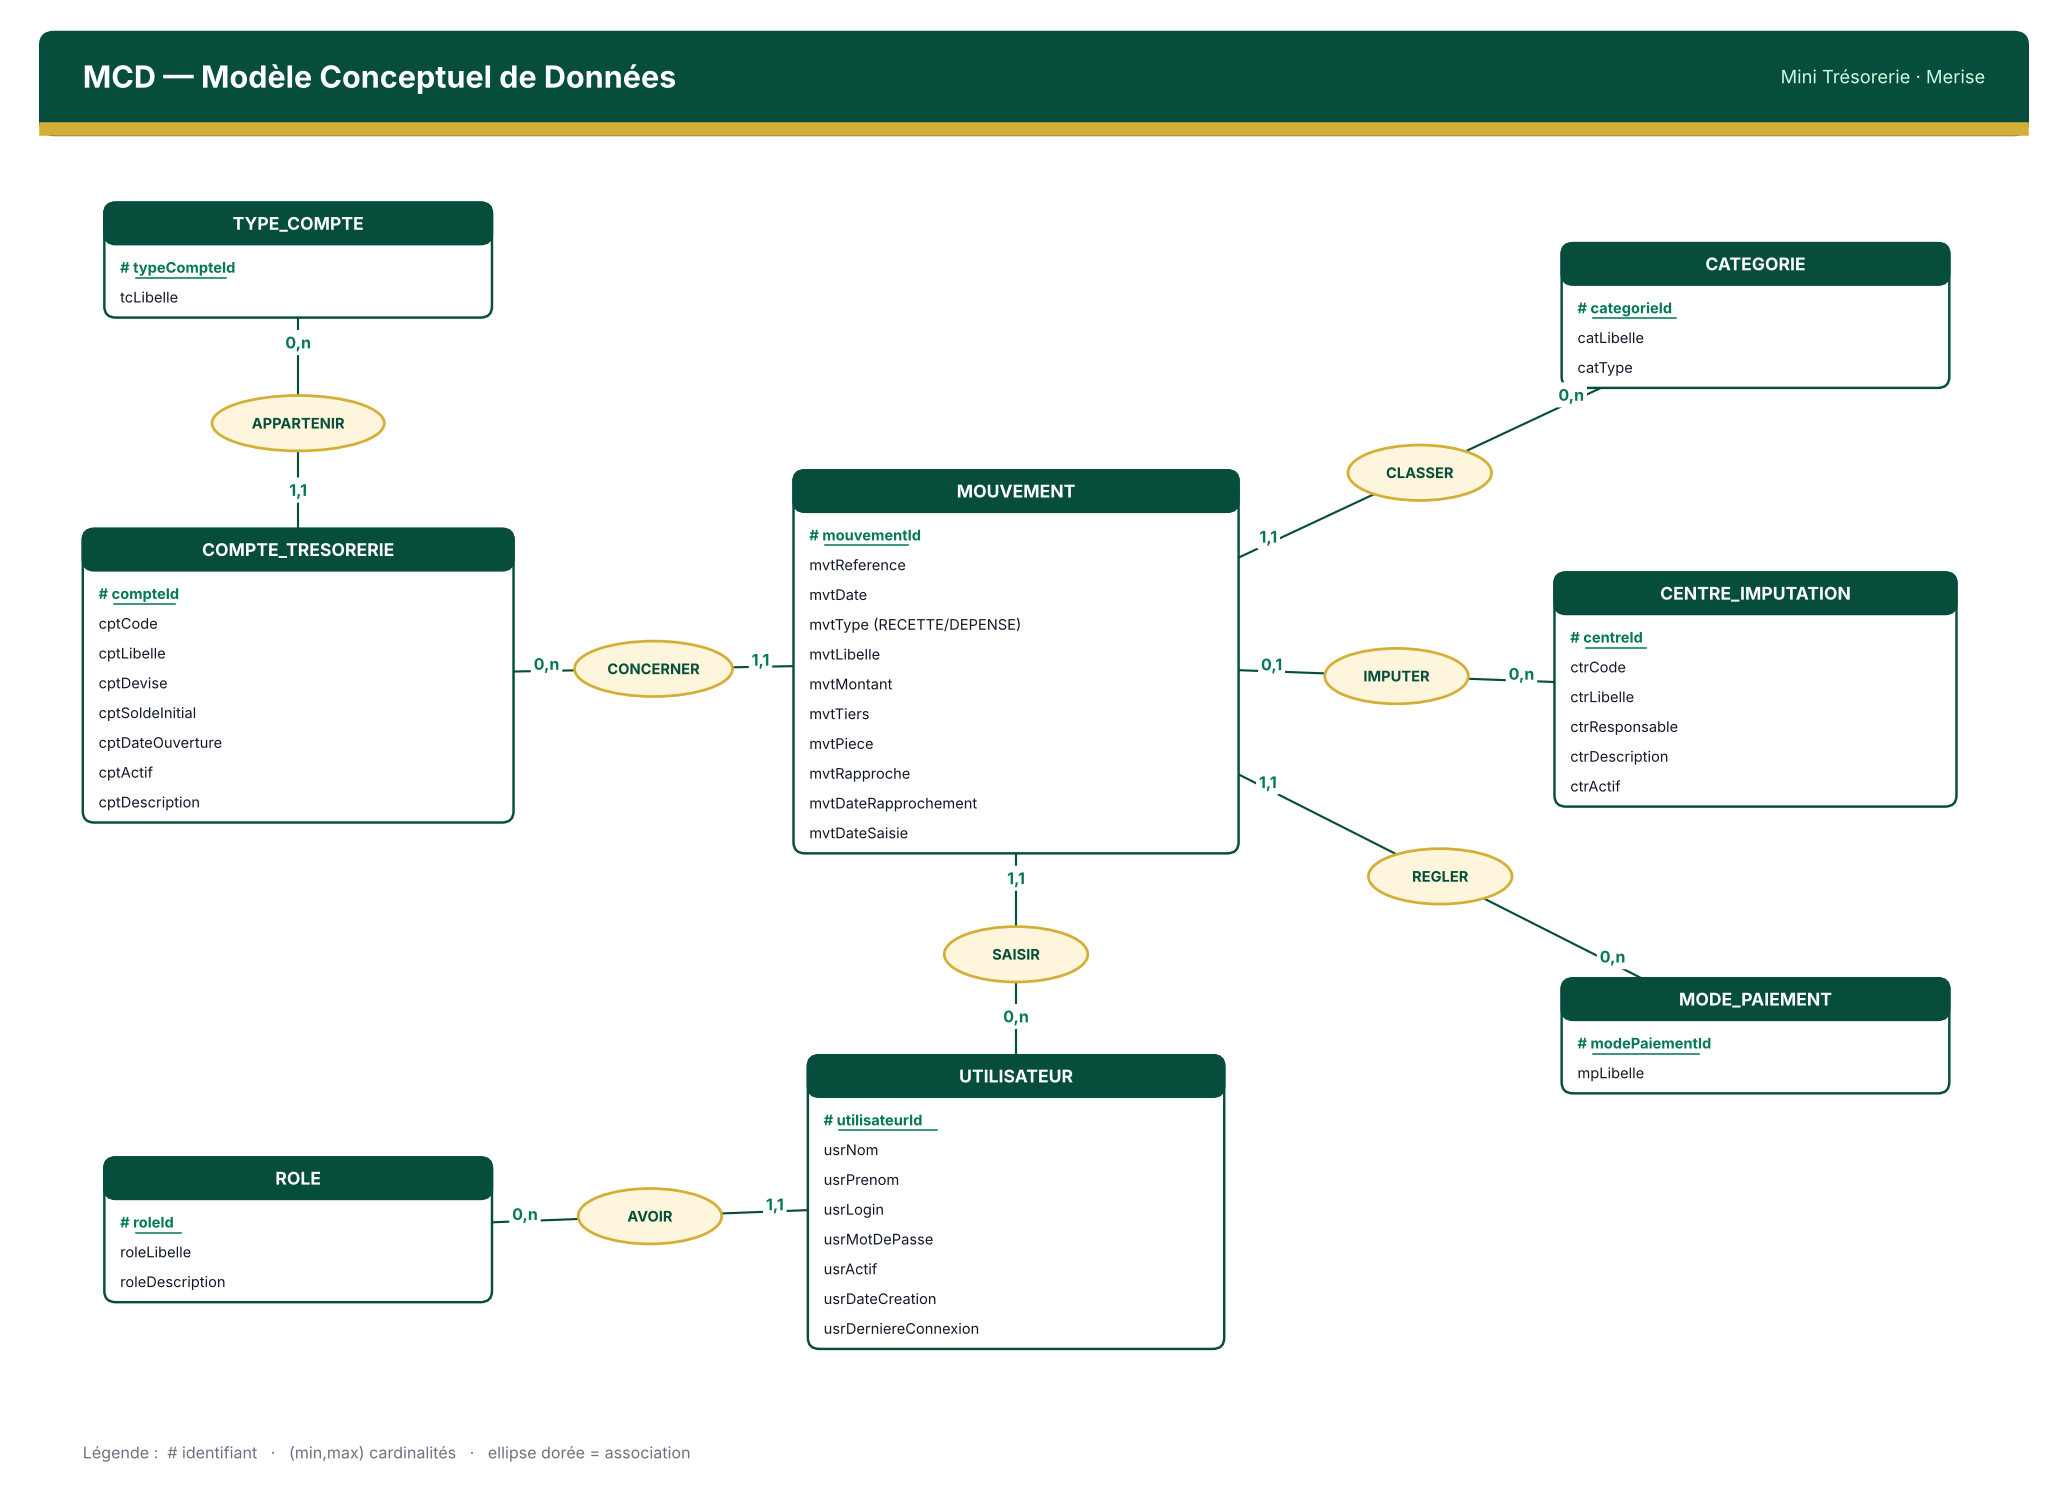 MCD — Modèle Conceptuel de Données
Mini Trésorerie · Merise
TYPE_COMPTE
# typeCompteId
tcLibelle
0,n
APPARTENIR
1,1
COMPTE_TRESORERIE
# compteId
cptCode
cptLibelle
cptDevise
cptSoldeInitial
cptDateOuverture
cptActif
cptDescription
0,n
CONCERNER
1,1
MOUVEMENT
# mouvementId
mvtReference
mvtDate
mvtType (RECETTE/DEPENSE)
mvtLibelle
mvtMontant
mvtTiers
mvtPiece
mvtRapproche
mvtDateRapprochement
mvtDateSaisie
1,1
CLASSER
0,n
CATEGORIE
# categorieId
catLibelle
catType
0,1
IMPUTER
0,n
CENTRE_IMPUTATION
# centreId
ctrCode
ctrLibelle
ctrResponsable
ctrDescription
ctrActif
1,1
REGLER
0,n
MODE_PAIEMENT
# modePaiementId
mpLibelle
1,1
SAISIR
0,n
UTILISATEUR
# utilisateurId
usrNom
usrPrenom
usrLogin
usrMotDePasse
usrActif
usrDateCreation
usrDerniereConnexion
ROLE
# roleId
roleLibelle
roleDescription
0,n
AVOIR
1,1
Légende : # identifiant · (min,max) cardinalités · ellipse dorée = association